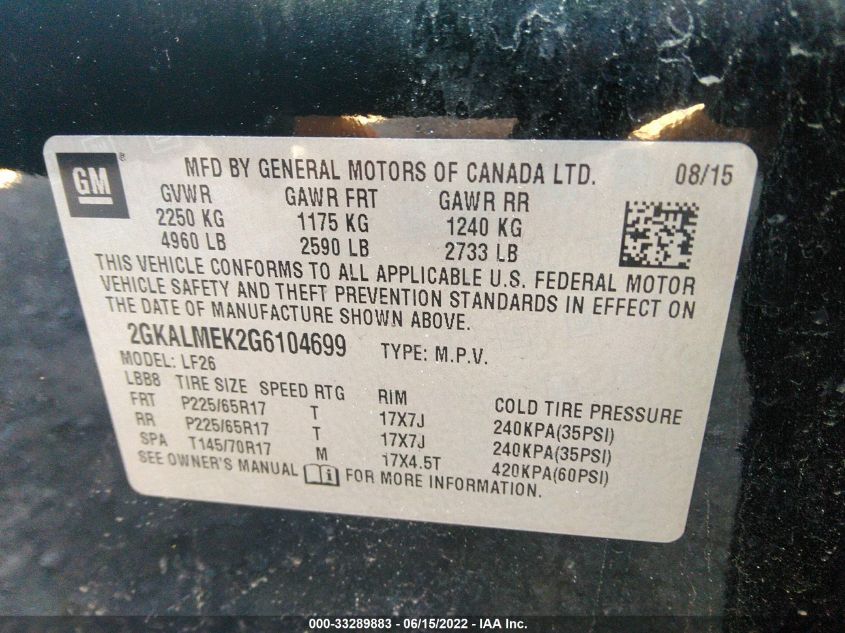 GM ® MFD BY GENERAL MOTORS OF CANADA LTD. 08/15
GVWR GAWR FRT GAWR RR
2250 KG 1175 KG 1240 KG
4960 LB 2590 LB 2733 LB
THIS VEHICLE CONFORMS TO ALL APPLICABLE U.S. FEDERAL MOTOR
VEHICLE SAFETY AND THEFT PREVENTION STANDARDS IN EFFECT ON
THE DATE OF MANUFACTURE SHOWN ABOVE.
2GKALMEK2G6104699 TYPE: M.P.V.
MODEL: LF26
LBB8 TIRE SIZE SPEED RTG RIM COLD TIRE PRESSURE
FRT P225/65R17 T 17X7J 240KPA(35PSI)
RR P225/65R17 T 17X7J 240KPA(35PSI)
SPA T145/70R17 M 17X4.5T 420KPA(60PSI)
SEE OWNER'S MANUAL FOR MORE INFORMATION.
000-33289883 - 06/15/2022 - IAA Inc.